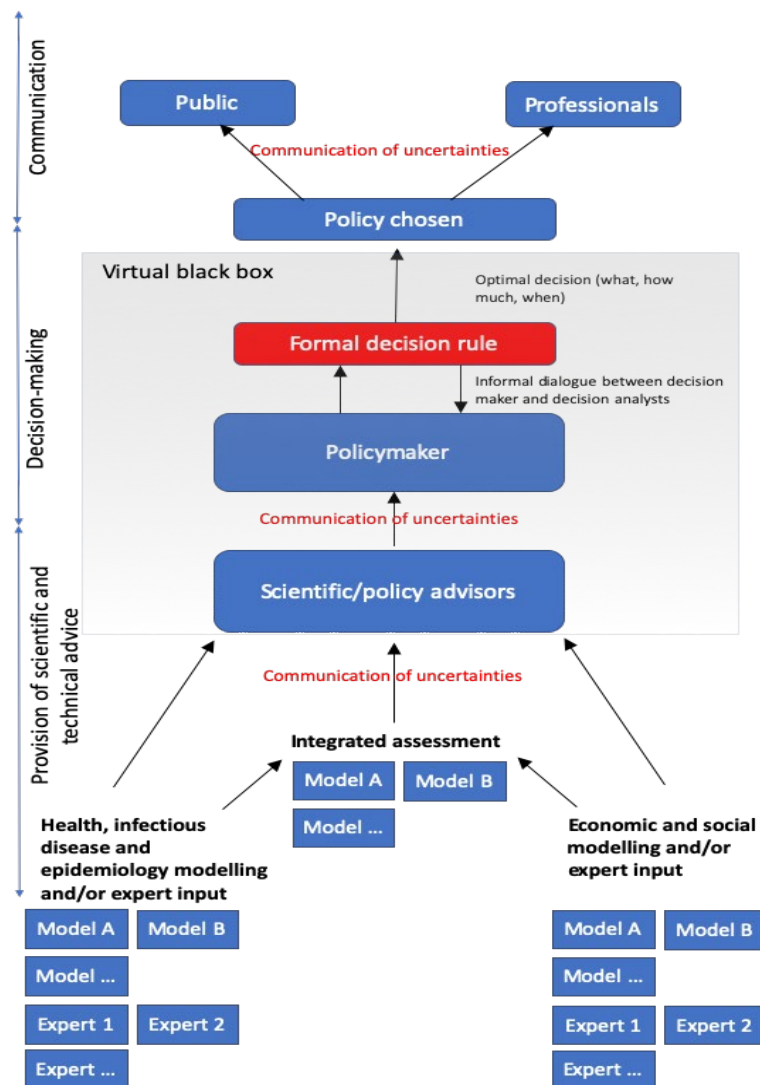 Communication
Public
Professionals
Communication of uncertainties
Policy chosen
Virtual black box
Optimal decision (what, how
much, when)
Decision-making
Formal decision rule
Informal dialogue between decision
maker and decision analysts
Policymaker
Communication of uncertainties
Scientific/policy advisors
Provision of scientific and
technical advice
Communication of uncertainties
Integrated assessment
Model A
Model B
Model ...
Health, infectious
disease and
epidemiology modelling
and/or expert input
Model A
Model B
Model ...
Expert 1
Expert 2
Expert ...
Economic and social
modelling and/or
expert input
Model A
Model B
Model ...
Expert 1
Expert 2
Expert ...